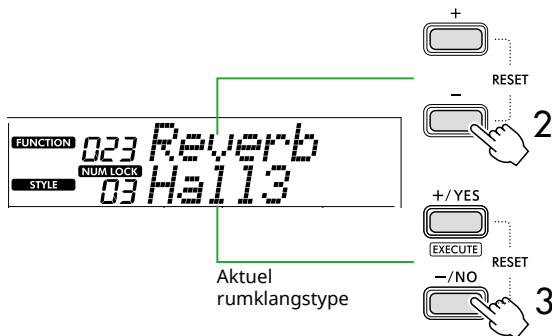 +
RESET
−
2
FUNCTION 023 Reverb
NUM LOCK
STYLE 03 Hall3
+/YES
EXECUTE
RESET
−/NO
3
Aktuel
rumklangstype